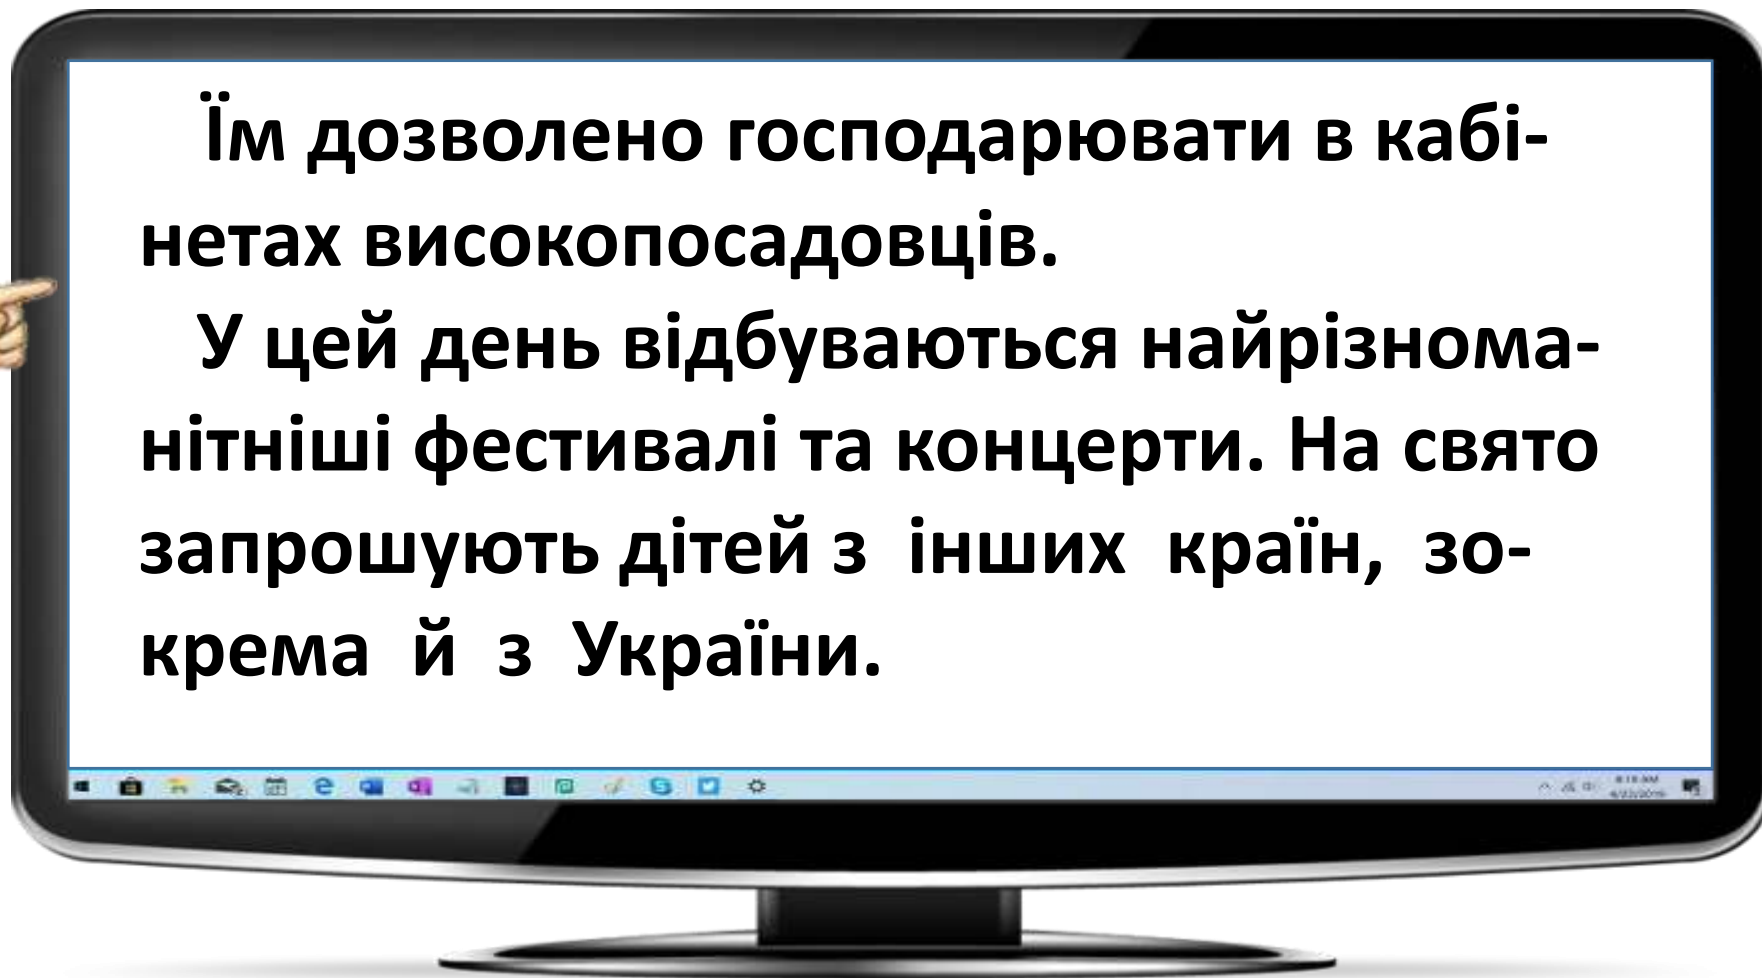 Їм дозволено господарювати в кабі-
нетах високопосадовців.
У цей день відбуваються найрізнома-
нітніші фестивалі та концерти. На свято
запрошують дітей з інших країн, зо-
крема й з України.